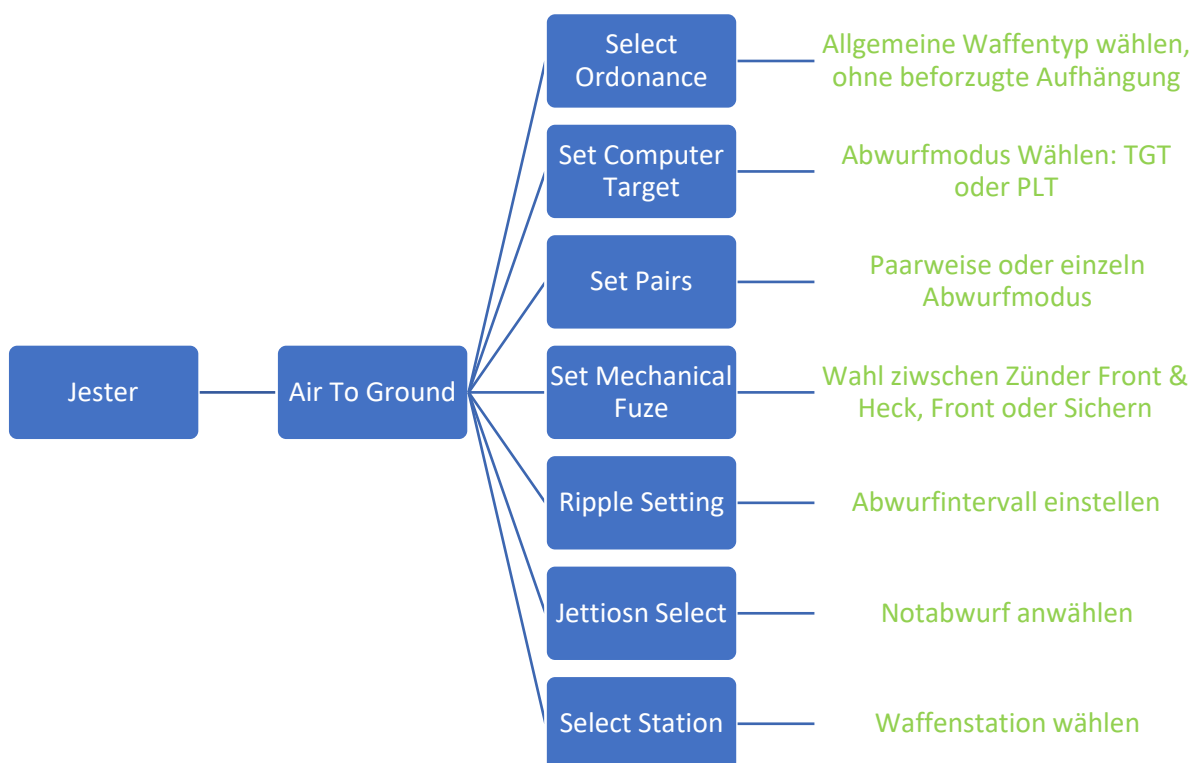 Select
Ordonance
Allgemeine Waffentyp wählen,
ohne beforzugte Aufhängung
Set Computer
Target
Abwurfmodus Wählen: TGT
oder PLT
Set Pairs
Paarweise oder einzeln
Abwurfmodus
Jester
Air To Ground
Set Mechanical
Fuze
Wahl ziwschen Zünder Front &
Heck, Front oder Sichern
Ripple Setting
Abwurfintervall einstellen
Jettiosn Select
Notabwurf anwählen
Select Station
Waffenstation wählen